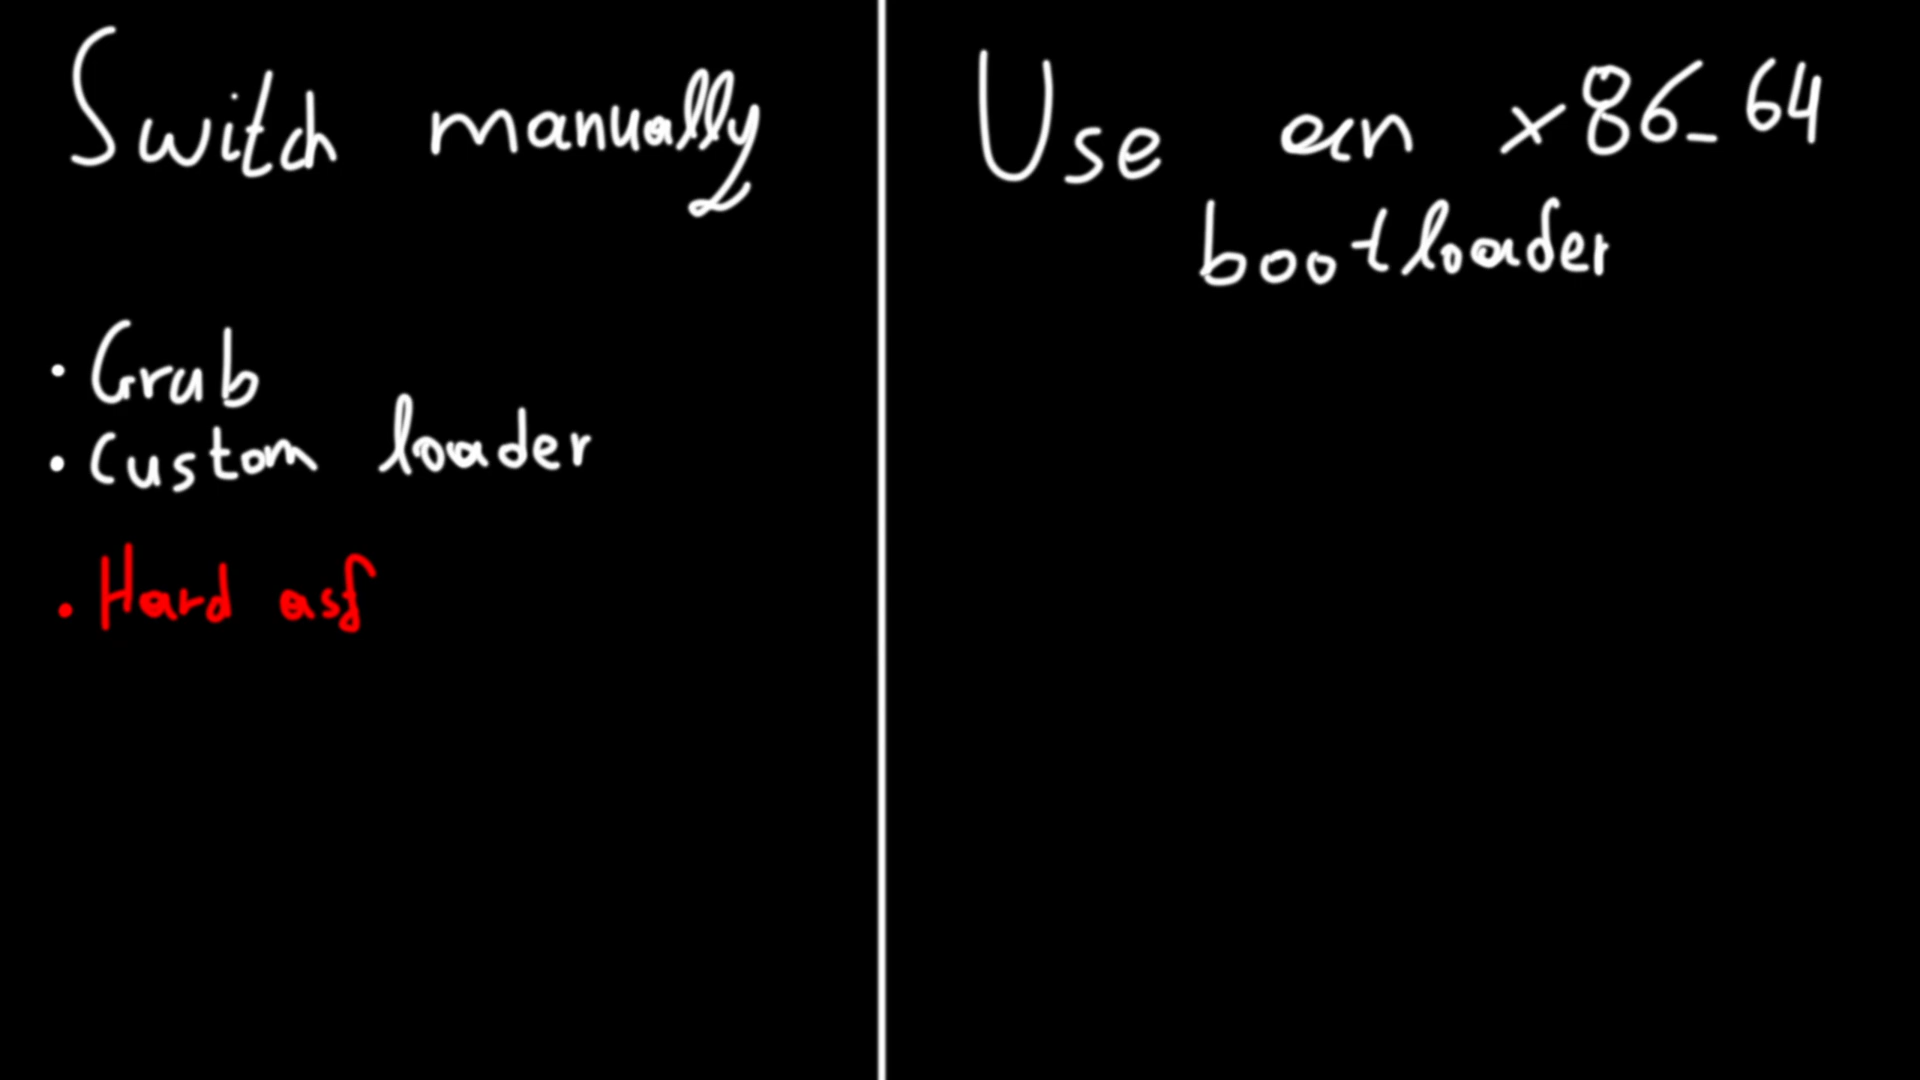 Switch manually
• Grub
• Custom loader
• Hard asf
Use an x86_64
bootloader